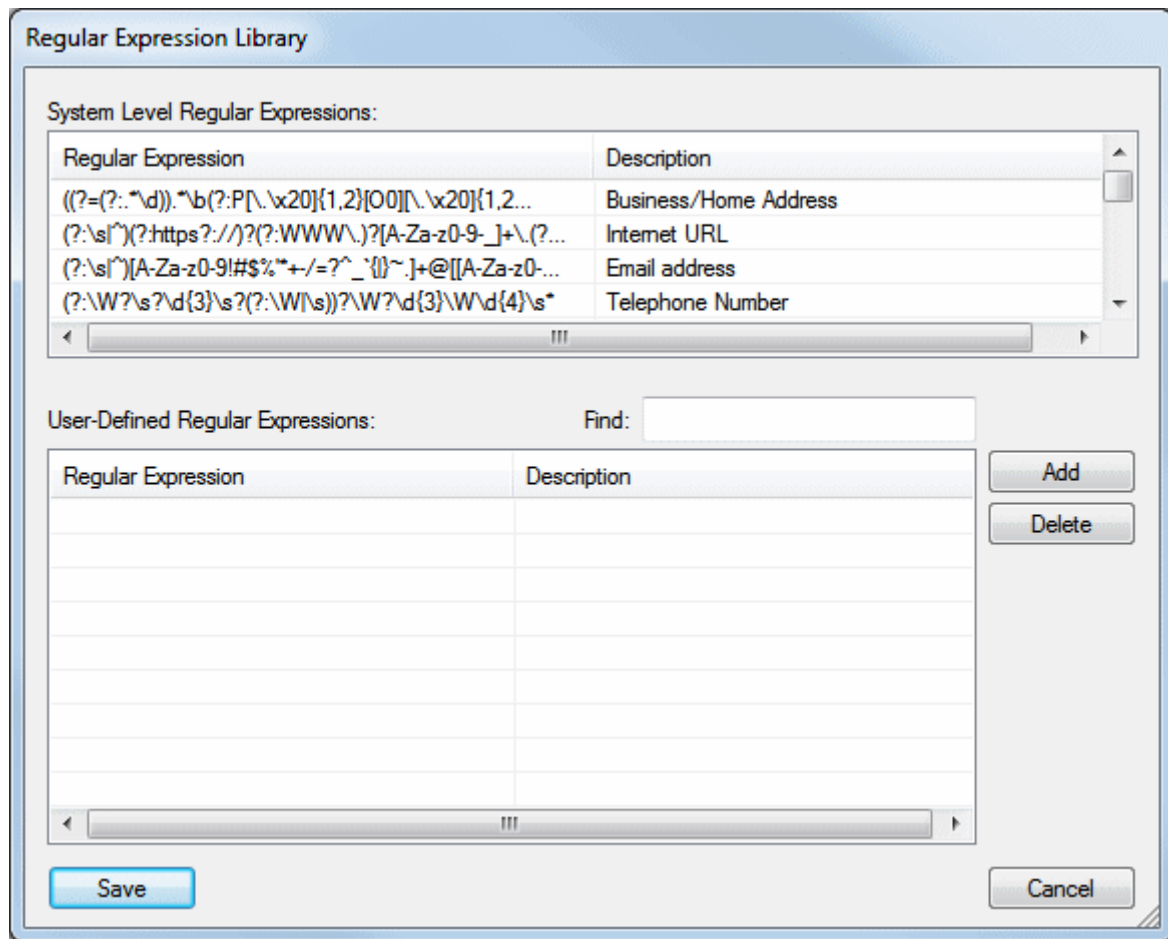 Regular Expression Library
System Level Regular Expressions:
Regular Expression Description
((?=(?:.*\d)).*\b(?:P[\.\x20]{1,2}[O0][\.\x20]{1,2... Business/Home Address
(?:\s|^)(?:https?://)?(?:WWW\.)?[A-Za-z0-9-_]+\.(?... Internet URL
(?:\s|^)[A-Za-z0-9!#$%'*+-/=?^_`{|}~.]+@[[A-Za-z0-... Email address
(?:\W?\s?\d{3}\s?(?:\W|\s))?\W?\d{3}\W\d{4}\s* Telephone Number
User-Defined Regular Expressions: Find:
Regular Expression Description
Add
Delete
Save Cancel